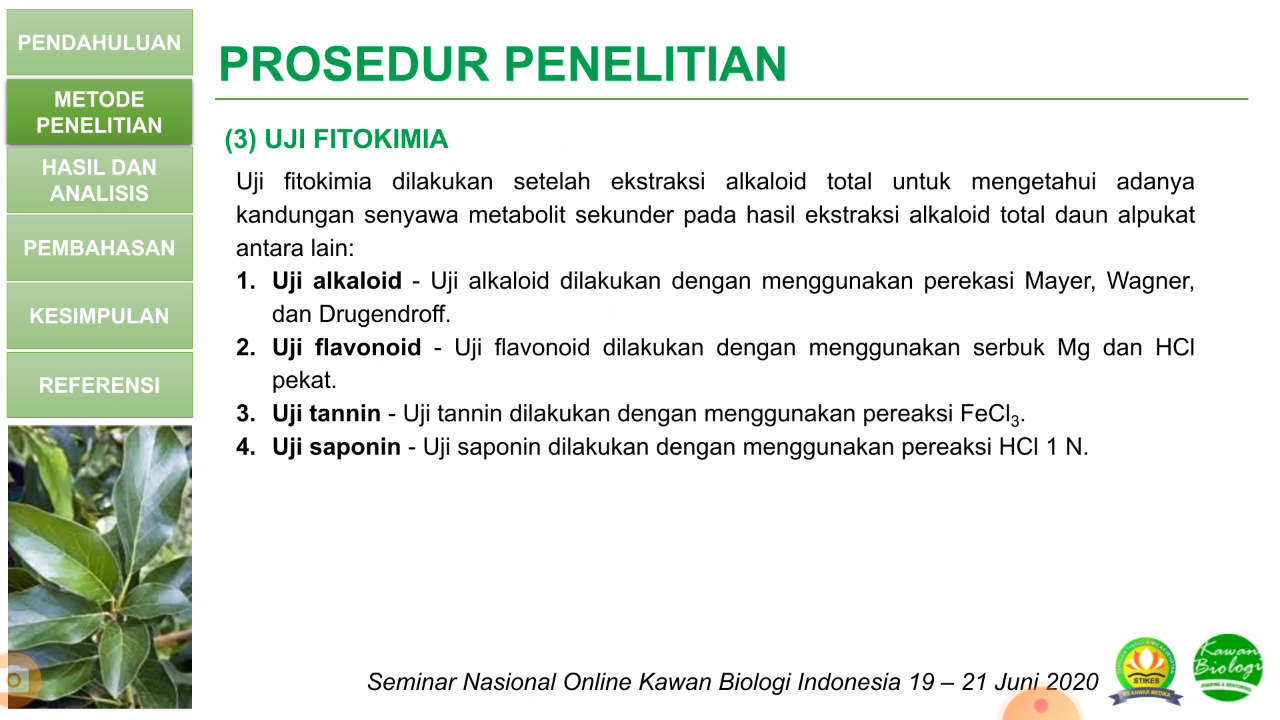 PENDAHULUAN
METODE
PENELITIAN
HASIL DAN
ANALISIS
PEMBAHASAN
KESIMPULAN
REFERENSI
PROSEDUR PENELITIAN
(3) UJI FITOKIMIA
Uji fitokimia dilakukan setelah ekstraksi alkaloid total untuk mengetahui adanya
kandungan senyawa metabolit sekunder pada hasil ekstraksi alkaloid total daun alpukat
antara lain:
1. Uji alkaloid - Uji alkaloid dilakukan dengan menggunakan perekasi Mayer, Wagner,
dan Drugendroff.
2. Uji flavonoid - Uji flavonoid dilakukan dengan menggunakan serbuk Mg dan HCl
pekat.
3. Uji tannin - Uji tannin dilakukan dengan menggunakan pereaksi FeCl₃.
4. Uji saponin - Uji saponin dilakukan dengan menggunakan pereaksi HCl 1 N.
Seminar Nasional Online Kawan Biologi Indonesia 19 – 21 Juni 2020
STIKES
RS ANWAR MEDIKA
Kawan
Biologi